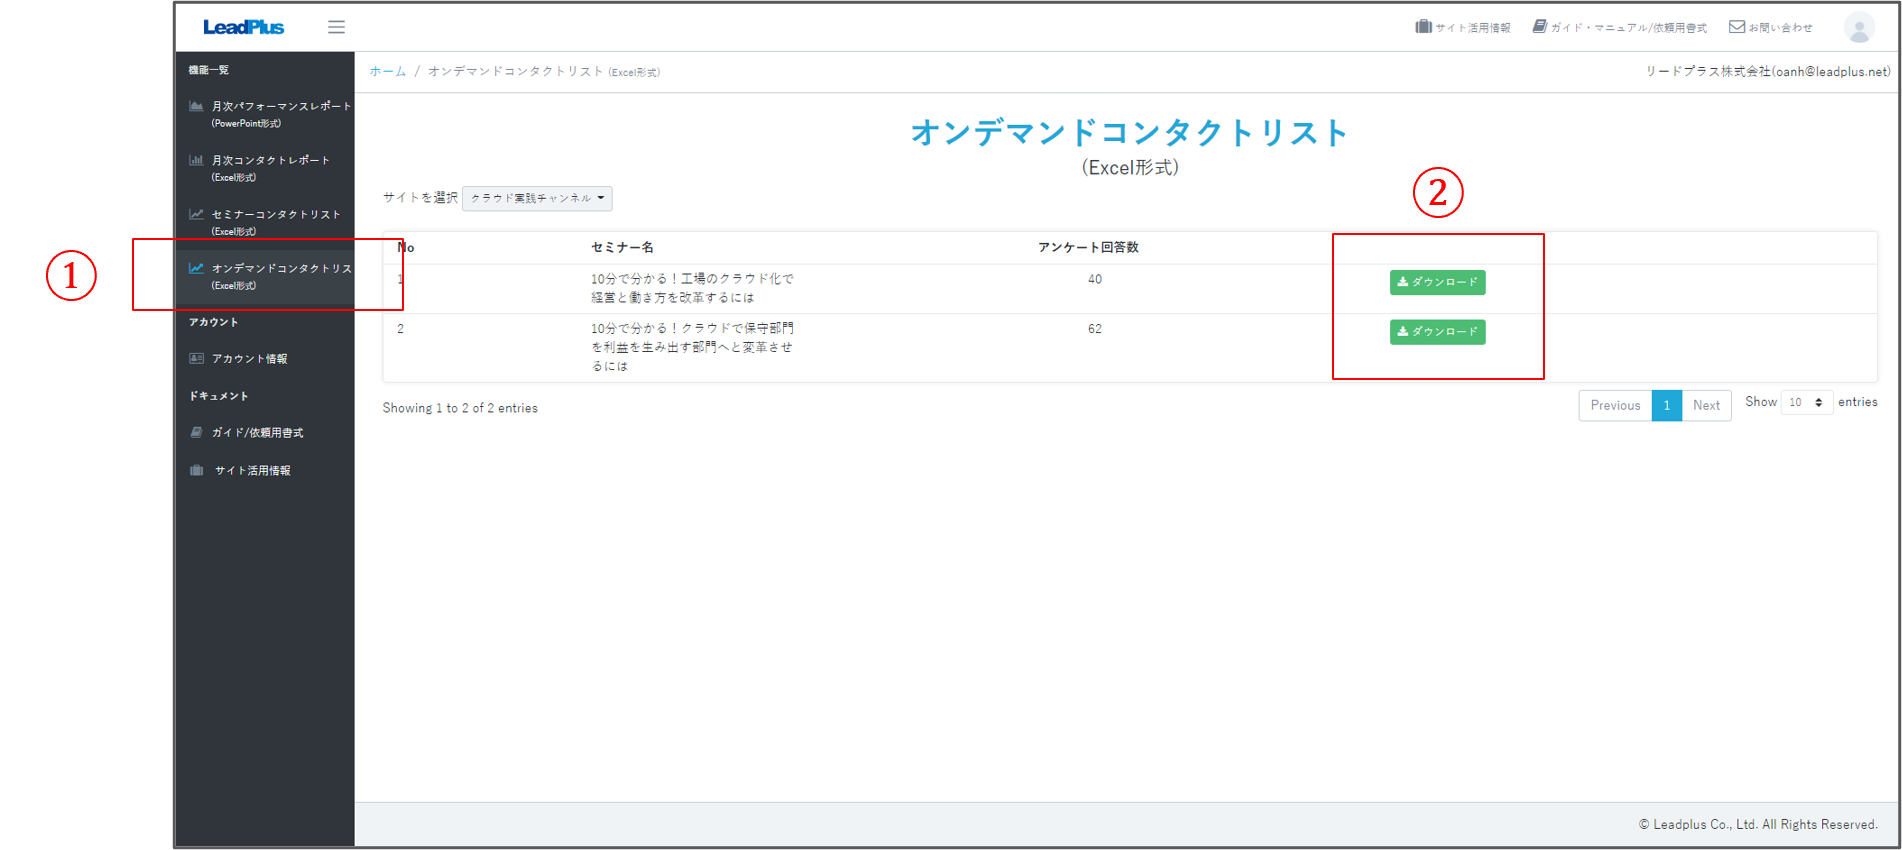 LeadPlus
サイト活用情報
ガイド・マニュアル/依頼用書式
お問い合わせ
機能一覧
月次パフォーマンスレポート
(PowerPoint形式)
月次コンタクトレポート
(Excel形式)
セミナーコンタクトリスト
(Excel形式)
①
オンデマンドコンタクトリス
(Excel形式)
アカウント
アカウント情報
ドキュメント
ガイド/依頼用書式
サイト活用情報
ホーム / オンデマンドコンタクトリスト (Excel形式)
リードプラス株式会社(oanh@leadplus.net)
オンデマンドコンタクトリスト
(Excel形式)
サイトを選択 クラウド実践チャンネル
②
No セミナー名 アンケート回答数
1 10分で分かる！工場のクラウド化で 40 ダウンロード
経営と働き方を改革するには
2 10分で分かる！クラウドで保守部門 62 ダウンロード
を利益を生み出す部門へと変革させ
るには
Showing 1 to 2 of 2 entries
Previous 1 Next Show 10 entries
© Leadplus Co., Ltd. All Rights Reserved.